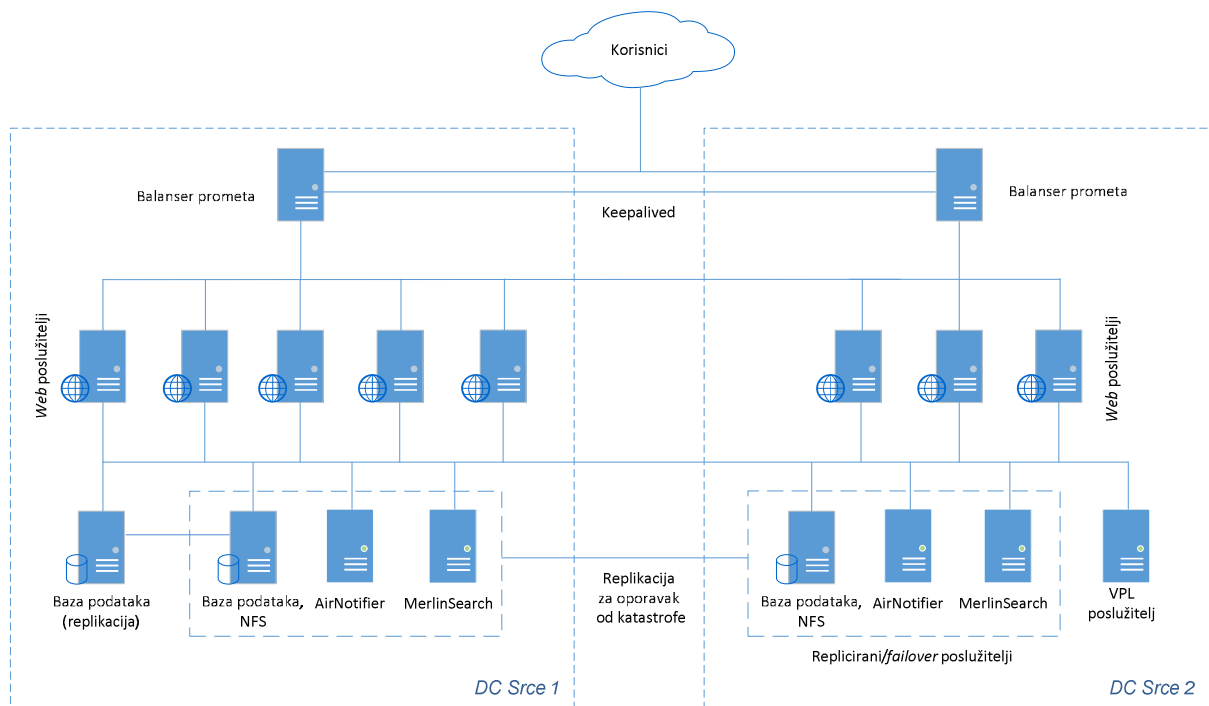 Korisnici
Balanser prometa
Balanser prometa
Keepalived
Web poslužitelji
Web poslužitelji
Baza podataka
(replikacija)
Baza podataka,
NFS
AirNotifier
MerlinSearch
Replikacija
za oporavak
od katastrofe
Baza podataka,
NFS
AirNotifier
MerlinSearch
VPL
poslužitelj
Replicirani/failover poslužitelji
DC Srce 1
DC Srce 2